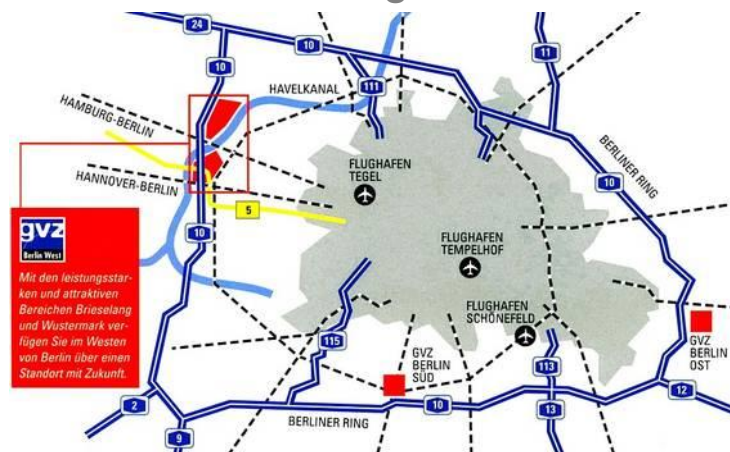 24
10
10
11
111
HAVELKANAL
HAMBURG-BERLIN
HANNOVER-BERLIN
BERLINER RING
10
FLUGHAFEN
TEGEL
5
10
gvz
Berlin West
Mit den leistungsstar-
ken und attraktiven
Bereichen Brieselang
und Wustermark ver-
fügen Sie im Westen
von Berlin über einen
Standort mit Zukunft.
FLUGHAFEN
TEMPELHOF
FLUGHAFEN
SCHÖNEFELD
115
GVZ
BERLIN
SÜD
GVZ
BERLIN
OST
113
2
9
BERLINER RING
10
13
12